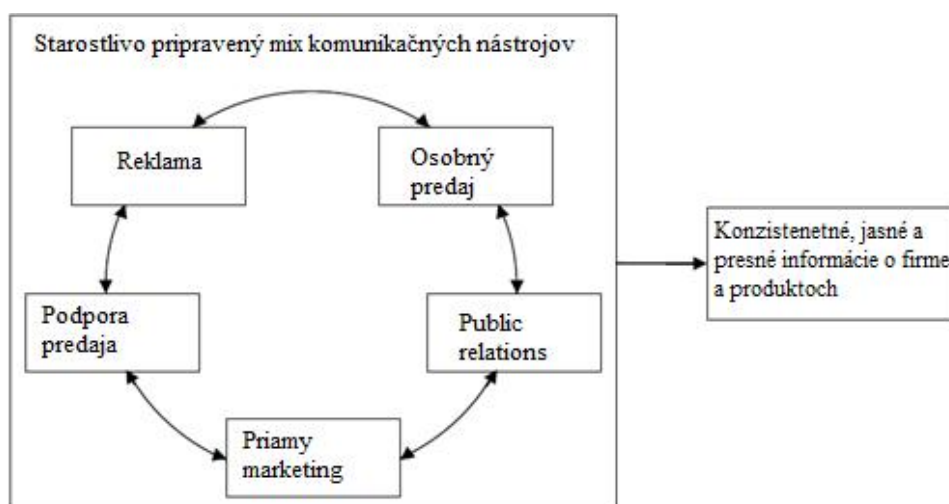 Starostlivo pripravený mix komunikačných nástrojov
Reklama
Osobný
predaj
Konzistenetné, jasné a
presné informácie o firme
a produktoch
Podpora
predaja
Public
relations
Priamy
marketing